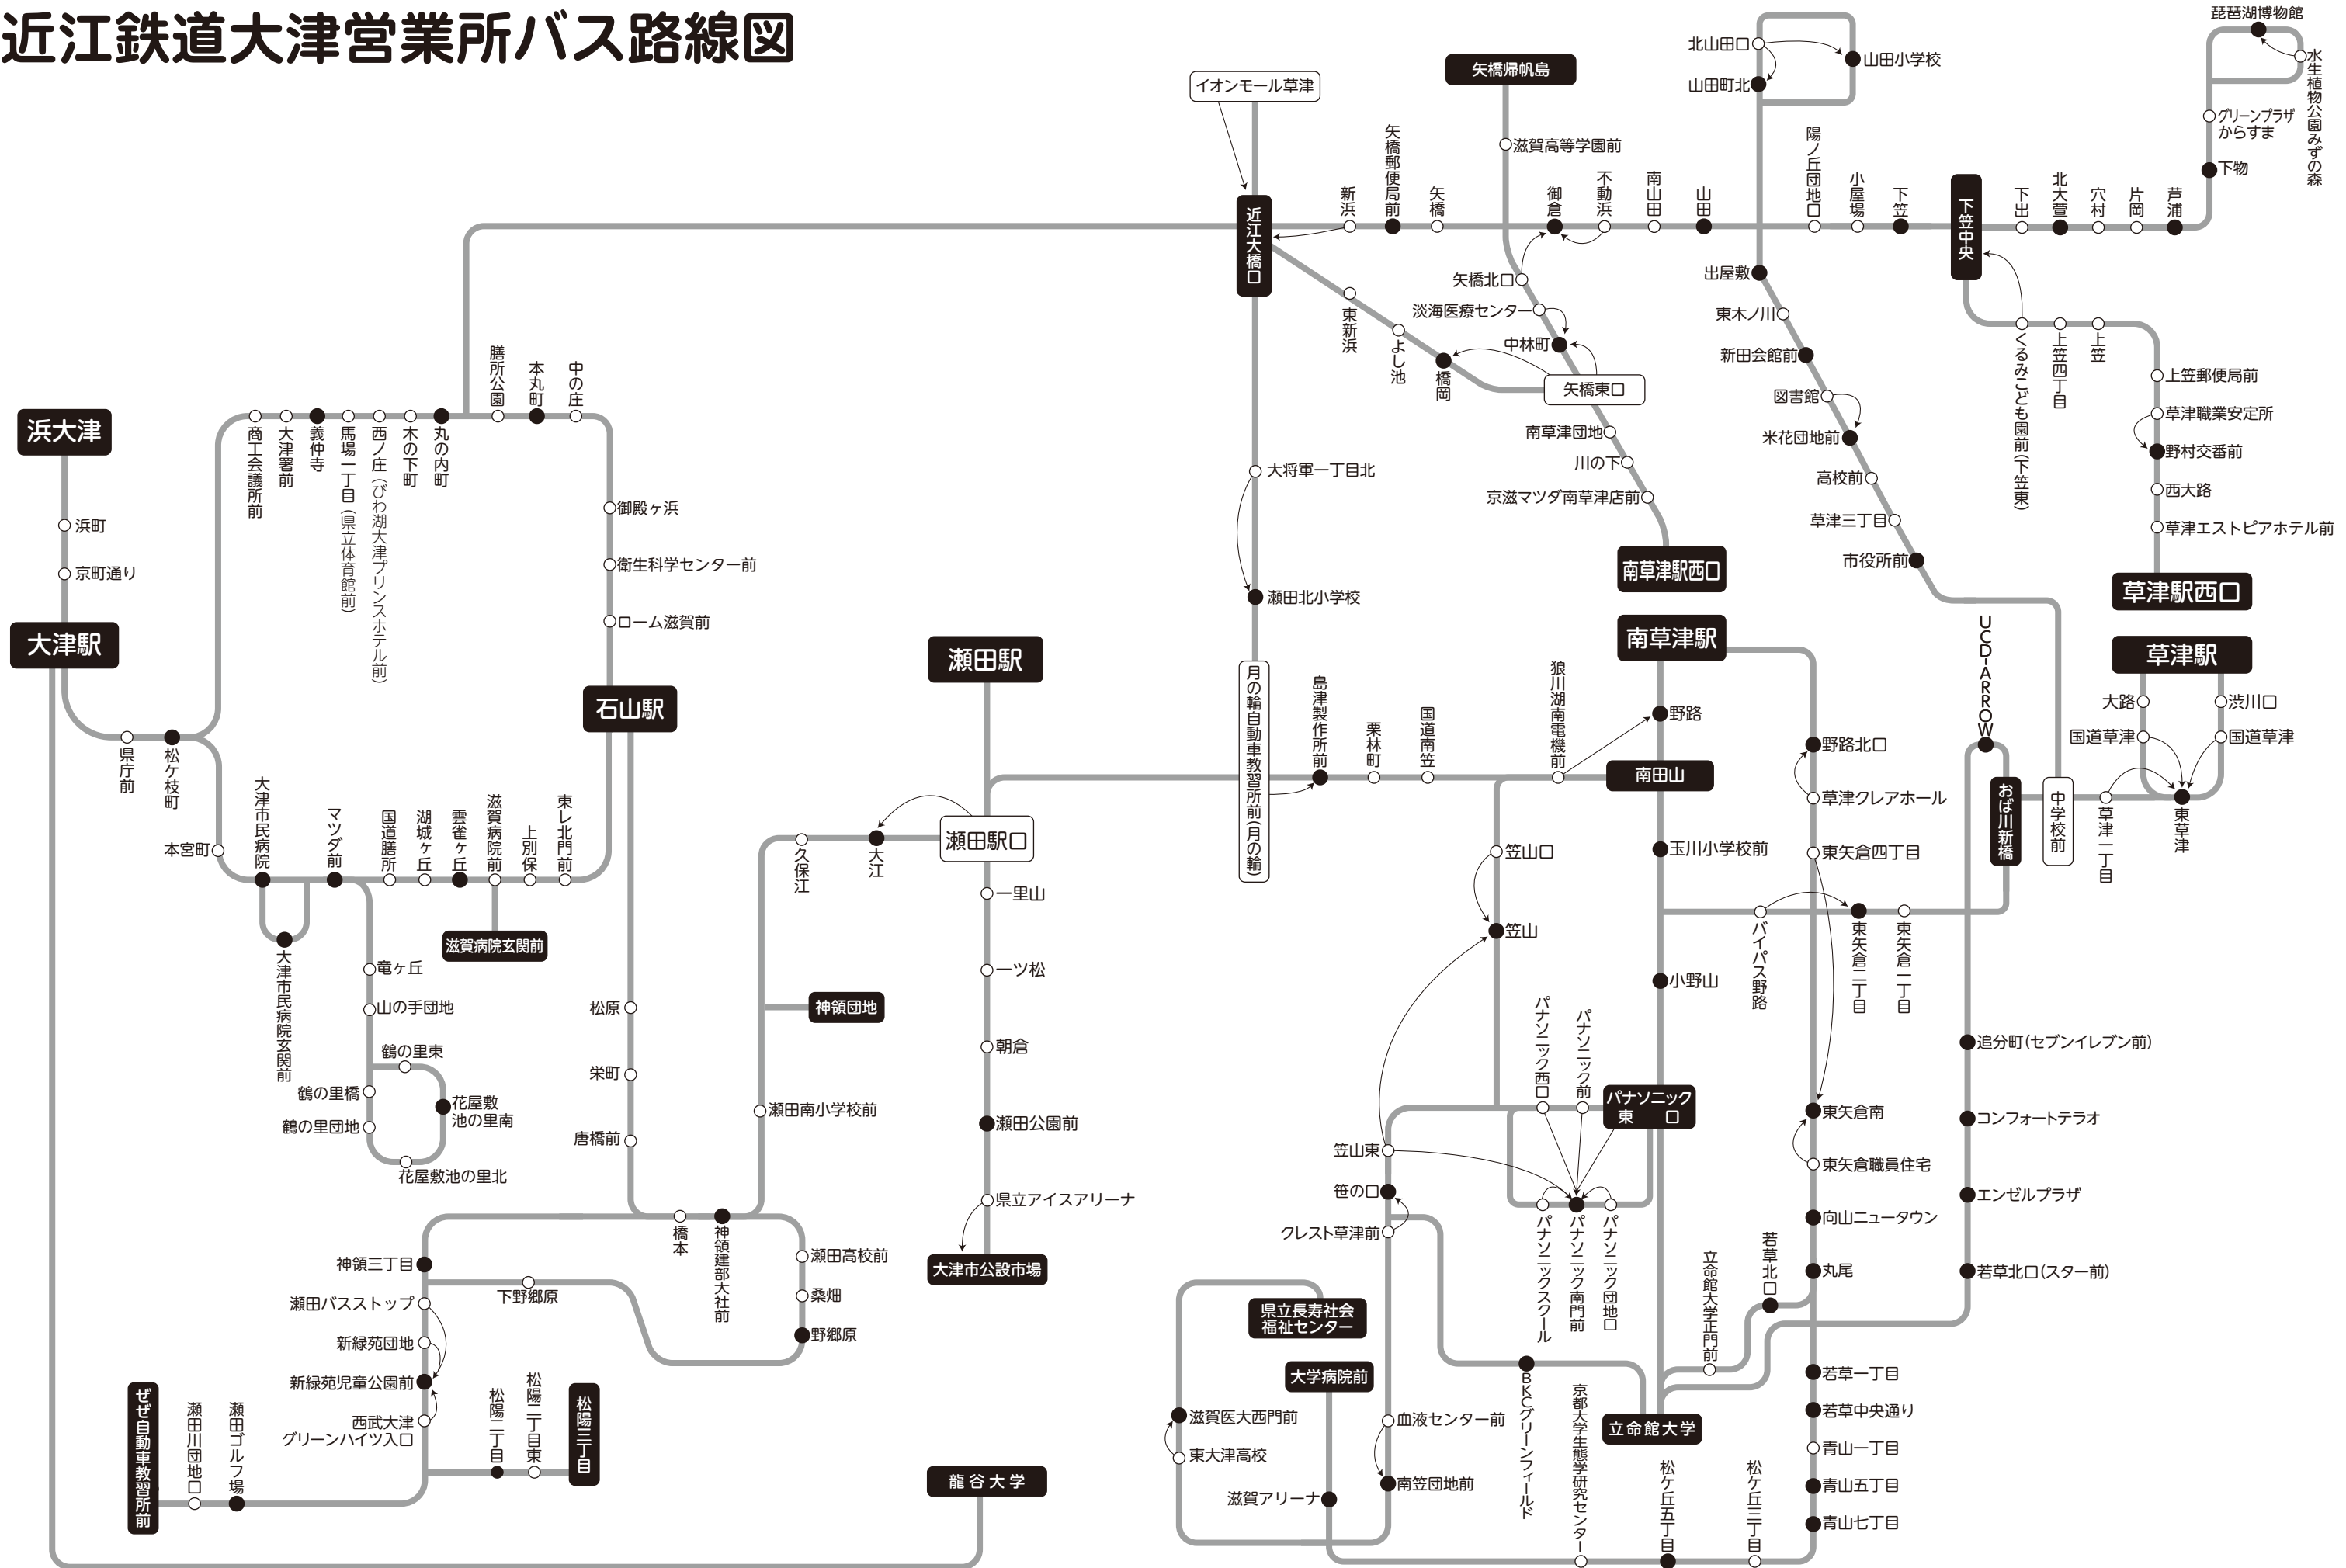 近江鉄道大津営業所バス路線図
琵琶湖博物館
水生植物公園みずの森
グリーンプラザ
からすま
下物
北山田口
山田小学校
山田町北
矢橋帰帆島
イオンモール草津
滋賀高等学園前
近江大橋口
新浜
矢橋郵便局前
矢橋
御倉
不動浜
南山田
山田
陽ノ丘団地口
小屋場
下笠
下笠中央
下出
北大萱
穴村
片岡
芦浦
矢橋北口
淡海医療センター
中林町
矢橋東口
東新浜
よし池
橋岡
南草津団地
川の下
京滋マツダ南草津店前
南草津駅西口
出屋敷
東木ノ川
新田会館前
図書館
米花団地前
高校前
草津三丁目
市役所前
くるみこども園前(下笠東)
上笠四丁目
上笠
上笠郵便局前
草津職業安定所
野村交番前
西大路
草津エストピアホテル前
草津駅西口
草津駅
大路
渋川口
国道草津
国道草津
東草津
草津一丁目
中学校前
おば川新橋
UCD-ARROW
浜大津
浜町
京町通り
大津駅
県庁前
松ケ枝町
商工会議所前
大津署前
義仲寺
馬場一丁目(県立体育館前)
西ノ庄(びわ湖大津プリンスホテル前)
木の下町
丸の内町
膳所公園
本丸町
中の庄
御殿ヶ浜
衛生科学センター前
ローム滋賀前
石山駅
本宮町
大津市民病院
大津市民病院玄関前
マツダ前
国道膳所
湖城ヶ丘
雲雀ヶ丘
滋賀病院前
上別保
東レ北門前
滋賀病院玄関前
竜ヶ丘
山の手団地
鶴の里東
鶴の里橋
鶴の里団地
花屋敷
池の里南
花屋敷池の里北
松原
栄町
唐橋前
橋本
神領建部大社前
瀬田高校前
桑畑
野郷原
下野郷原
神領三丁目
瀬田バスストップ
新緑苑団地
新緑苑児童公園前
西武大津
グリーンハイツ入口
松陽二丁目
松陽二丁目東
松陽三丁目
瀬田ゴルフ場
瀬田川団地口
ぜぜ自動車教習所前
瀬田駅
瀬田駅口
大江
久保江
神領団地
瀬田南小学校前
一里山
一ツ松
朝倉
瀬田公園前
県立アイスアリーナ
大津市公設市場
龍谷大学
大将軍一丁目北
瀬田北小学校
月の輪自動車教習所前(月の輪)
島津製作所前
栗林町
国道南笠
狼川湖南電機前
南田山
南草津駅
野路
玉川小学校前
小野山
野路北口
草津クレアホール
東矢倉四丁目
バイパス野路
東矢倉二丁目
東矢倉一丁目
笠山口
笠山
パナソニック西口
パナソニック前
パナソニック
東　口
笠山東
笹の口
クレスト草津前
パナソニックスクール
パナソニック南門前
パナソニック団地口
東矢倉南
東矢倉職員住宅
向山ニュータウン
丸尾
若草北口
立命館大学正門前
立命館大学
BKCグリーンフィールド
追分町(セブンイレブン前)
コンフォートテラオ
エンゼルプラザ
若草北口(スター前)
若草一丁目
若草中央通り
青山一丁目
青山五丁目
青山七丁目
松ケ丘三丁目
松ケ丘五丁目
京都大学生態学研究センター
県立長寿社会
福祉センター
大学病院前
滋賀医大西門前
東大津高校
滋賀アリーナ
血液センター前
南笠団地前